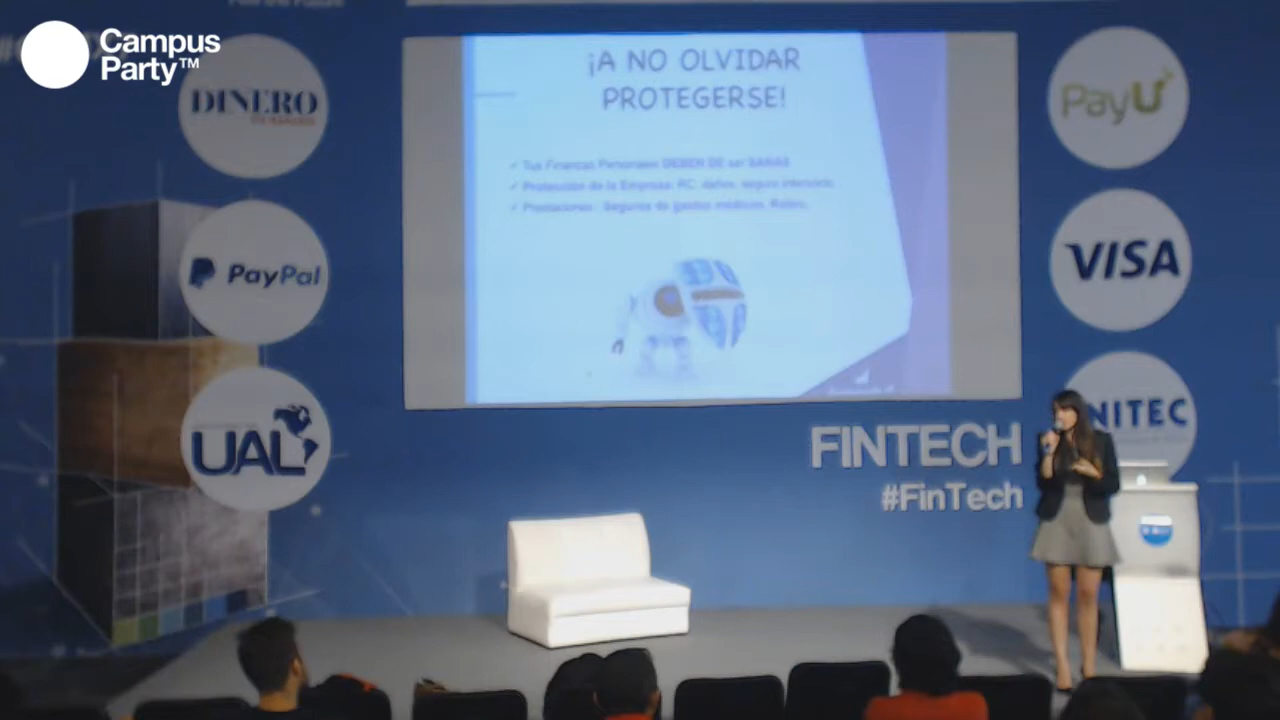 Campus
Party™
DINERO
PayPal
UAL
¡A NO OLVIDAR
PROTEGERSE!
✓ Tus Finanzas Personales DEBEN DE ser SANAS
✓ Protección de la Empresa: RC, daños, seguro
✓ Prestaciones: Seguros de gastos médicos, Retiro,
PayU
VISA
NITEC
FINTECH
#FinTech